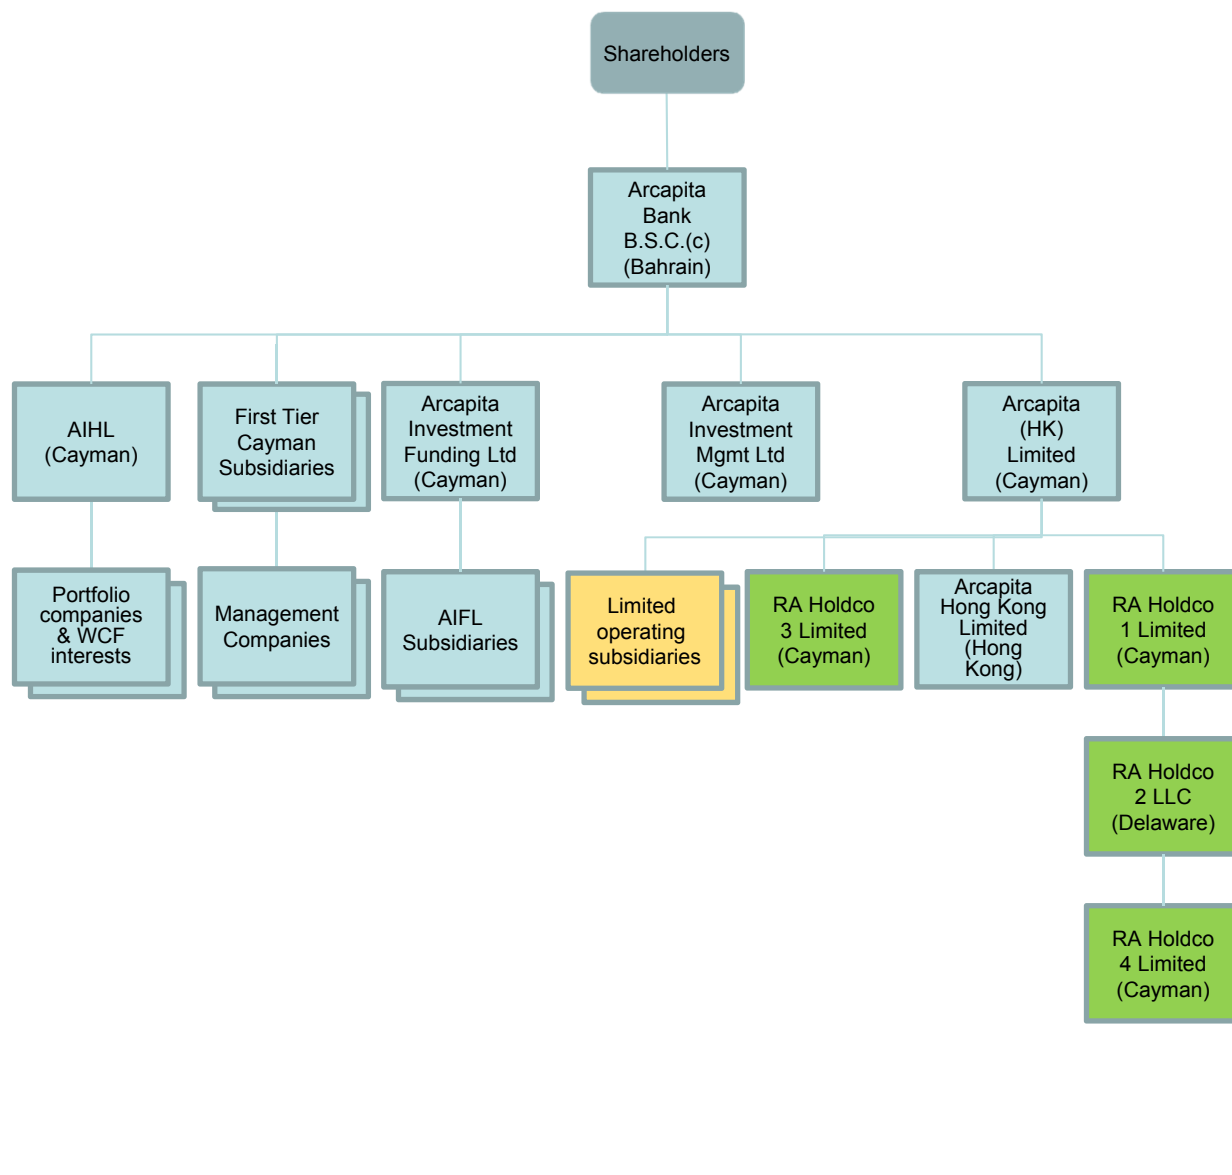 Shareholders
Arcapita
Bank
B.S.C.(c)
(Bahrain)
AIHL
(Cayman)
First Tier
Cayman
Subsidiaries
Arcapita
Investment
Funding Ltd
(Cayman)
Arcapita
Investment
Mgmt Ltd
(Cayman)
Arcapita
(HK)
Limited
(Cayman)
Portfolio
companies
& WCF
interests
Management
Companies
AIFL
Subsidiaries
Limited
operating
subsidiaries
RA Holdco
3 Limited
(Cayman)
Arcapita
Hong Kong
Limited
(Hong
Kong)
RA Holdco
1 Limited
(Cayman)
RA Holdco
2 LLC
(Delaware)
RA Holdco
4 Limited
(Cayman)